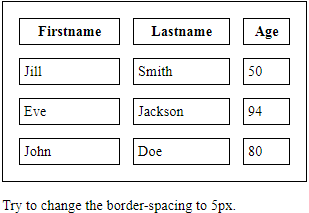 Firstname Lastname Age
Jill Smith 50
Eve Jackson 94
John Doe 80
Try to change the border-spacing to 5px.